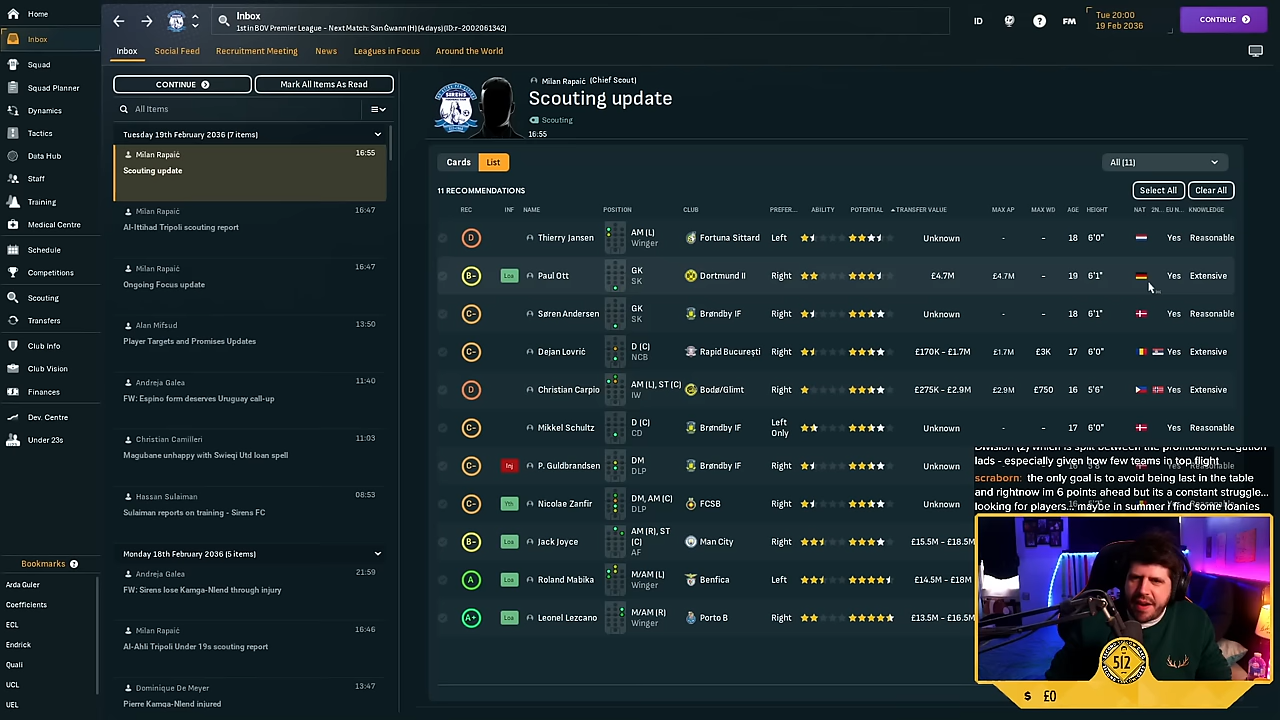 Home
Inbox
Squad
Squad Planner
Dynamics
Tactics
Data Hub
Staff
Training
Medical Centre
Schedule
Competitions
Scouting
Transfers
Club Info
Club Vision
Finances
Dev. Centre
Under 23s
Bookmarks
Arda Guler
Coefficients
ECL
Endrick
Quali
UCL
UEL
Inbox
1st in BOV Premier League - Next Match: San Ġwann (H) (4 days) (ID:r-2002061342)
ID
FM
Tue 20:00
19 Feb 2036
CONTINUE
Inbox
Social Feed
Recruitment Meeting
News
Leagues in Focus
Around the World
CONTINUE
Mark All Items As Read
All Items
Tuesday 19th February 2036 (7 items)
Milan Rapaić 16:55
Scouting update
Milan Rapaić 16:47
Al-Ittihad Tripoli scouting report
Milan Rapaić 16:47
Ongoing Focus update
Alan Mifsud 13:50
Player Targets and Promises Updates
Andreja Galea 11:40
FW: Espino form deserves Uruguay call-up
Christian Camilleri 11:03
Magubane unhappy with Swieqi Utd loan spell
Hassan Sulaiman 08:53
Sulaiman reports on training - Sirens FC
Monday 18th February 2036 (5 items)
Andreja Galea 21:59
FW: Sirens lose Kamga-Nlend through injury
Milan Rapaić 16:46
Al-Ahli Tripoli Under 19s scouting report
Dominique De Meyer 13:47
Pierre Kamga-Nlend injured
SIRENS
Milan Rapaić (Chief Scout)
Scouting update
Scouting
16:55
Cards List All (11)
11 RECOMMENDATIONS Select All Clear All
REC INF NAME POSITION CLUB PREFER... ABILITY POTENTIAL TRANSFER VALUE MAX AP MAX WD AGE HEIGHT NAT 2N... EU N... KNOWLEDGE
D Thierry Jansen AM (L) Winger Fortuna Sittard Left Unknown - - 18 6'0" Yes Reasonable
B- Loa Paul Ott GK SK Dortmund II Right £4.7M £4.7M - 19 6'1" Yes Extensive
C- Søren Andersen GK SK Brøndby IF Right Unknown - - 18 6'1" Yes Reasonable
C- Dejan Lovrić D (C) NCB Rapid București Right £170K - £1.7M £1.7M £3K 17 6'0" Yes Extensive
D Christian Carpio AM (L), ST (C) IW Bodø/Glimt Right £275K - £2.9M £2.9M £750 16 5'6" Yes Extensive
C- Mikkel Schultz D (C) CD Brøndby IF Left Only Unknown - - 17 6'0" Yes Reasonable
C- Inj P. Guldbrandsen DM DLP Brøndby IF Right Unknown
C- Yth Nicolae Zanfir DM, AM (C) DLP FCSB Right Unknown
B- Loa Jack Joyce AM (R), ST (C) AF Man City Right £15.5M - £18.5M
A Loa Roland Mabika M/AM (L) Winger Benfica Left £14.5M - £18M
A+ Loa Leonel Lezcano M/AM (R) Winger Porto B Right £13.5M - £16.5M
division (2) which is split between the promotion/relegation
lads - especially given how few teams in top flight
scraborn: the only goal is to avoid being last in the table
and rightnow im 6 points ahead but its a constant struggle...
looking for players... maybe in summer i find some panies
512
$ £0